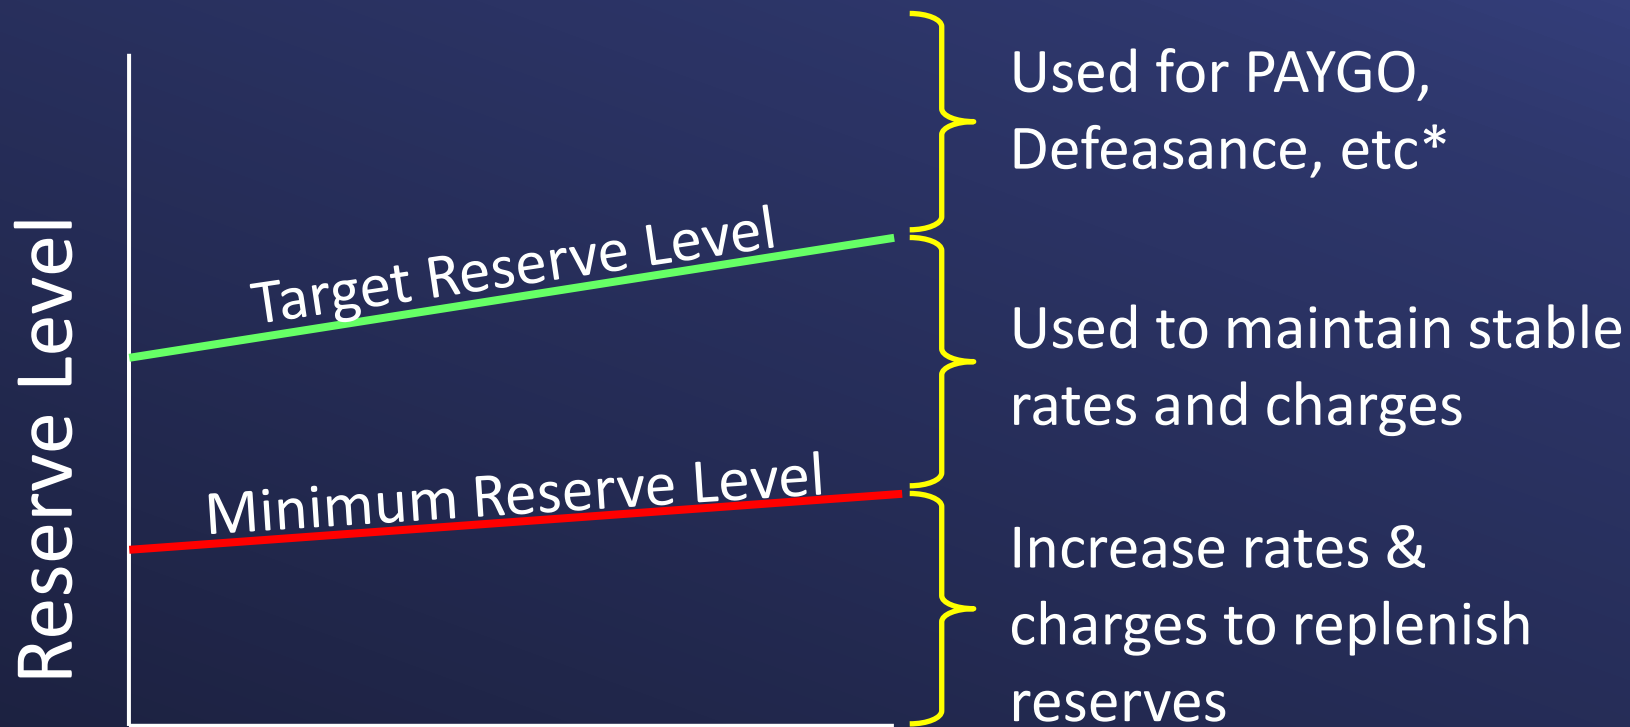 Reserve Level
Target Reserve Level
Minimum Reserve Level
Used for PAYGO,
Defeasance, etc*
Used to maintain stable
rates and charges
Increase rates &
charges to replenish
reserves